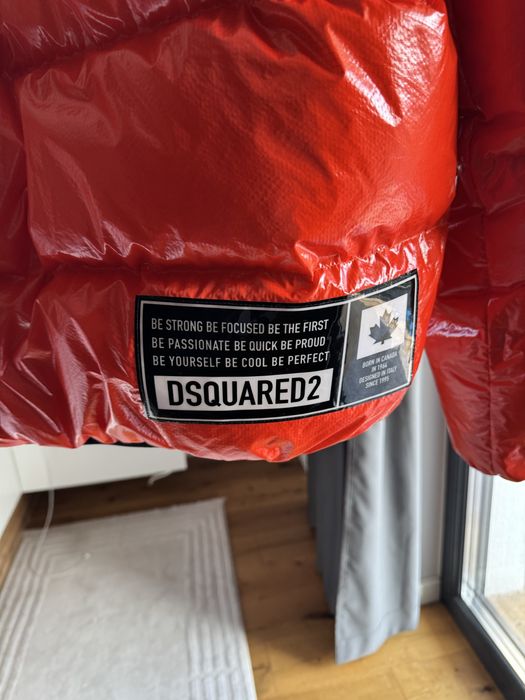 BE STRONG BE FOCUSED BE THE FIRST
BE PASSIONATE BE QUICK BE PROUD
BE YOURSELF BE COOL BE PERFECT
DSQUARED2
BORN IN CANADA
IN 1964
DESIGNED IN ITALY
SINCE 1995